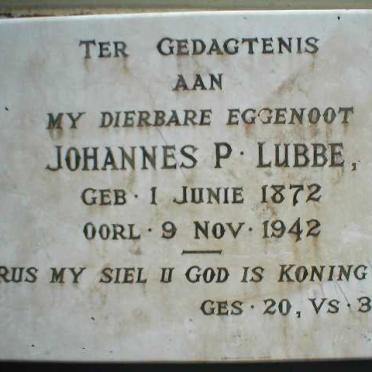 TER GEDAGTENIS
AAN
MY DIERBARE EGGENOOT
JOHANNES P. LUBBE,
GEB. 1 JUNIE 1872
OORL. 9 NOV. 1942
RUS MY SIEL U GOD IS KONING
GES. 20, VS. 3